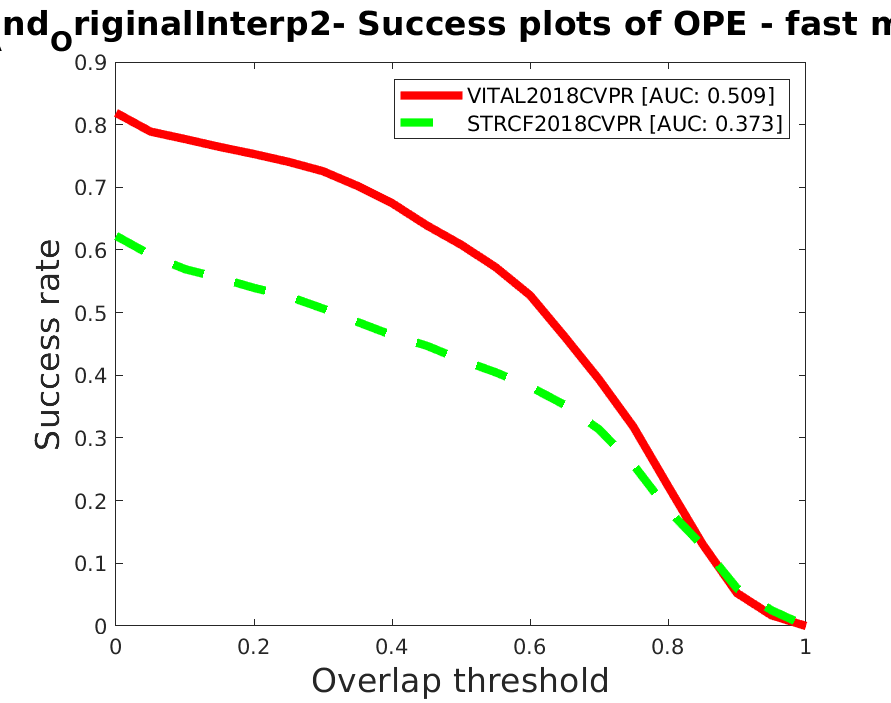 nd_OriginalInterp2- Success plots of OPE - fast m
0.9
0.8
0.7
0.6
0.5
0.4
0.3
0.2
0.1
0
VITAL2018CVPR [AUC: 0.509]
STRCF2018CVPR [AUC: 0.373]
Success rate
0 0.2 0.4 0.6 0.8 1
Overlap threshold